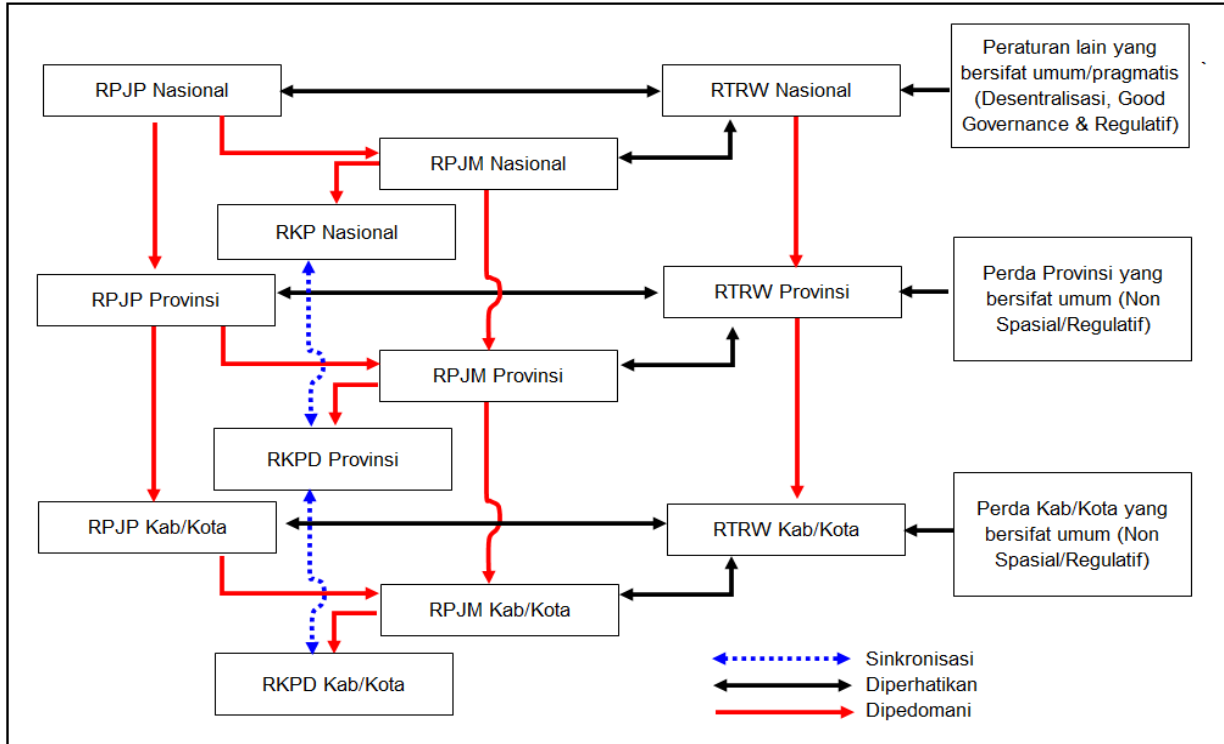 Peraturan lain yang
bersifat umum/pragmatis
(Desentralisasi, Good
Governance & Regulatif)
`
RPJP Nasional
RTRW Nasional
RPJM Nasional
RKP Nasional
Perda Provinsi yang
bersifat umum (Non
Spasial/Regulatif)
RPJP Provinsi
RTRW Provinsi
RPJM Provinsi
RKPD Provinsi
Perda Kab/Kota yang
bersifat umum (Non
Spasial/Regulatif)
RPJP Kab/Kota
RTRW Kab/Kota
RPJM Kab/Kota
RKPD Kab/Kota
Sinkronisasi
Diperhatikan
Dipedomani